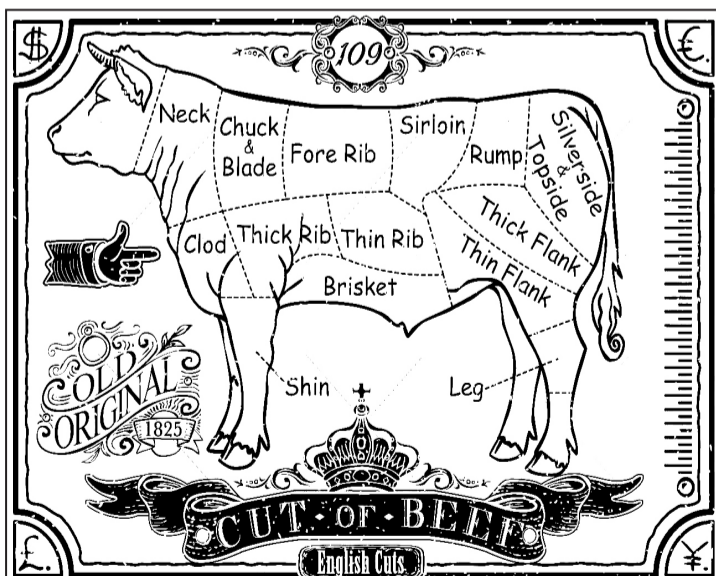 $
109
€.
Neck
Chuck
&
Blade
Fore Rib
Sirloin
Rump
Silverside
&
Topside
Clod
Thick Rib
Thin Rib
Thick Flank
Thin Flank
Brisket
Shin
Leg
OLD
ORIGINAL
1825
CUT · OF · BEEF
English Cuts
£.
¥.